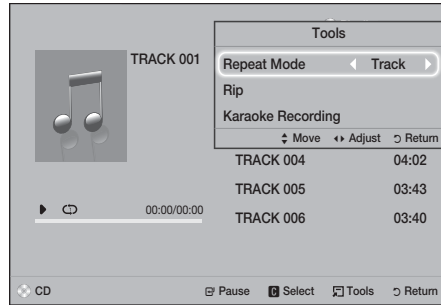 Tools
TRACK 001
Repeat Mode Track
Rip
Karaoke Recording
Move Adjust Return
TRACK 004 04:02
TRACK 005 03:43
00:00/00:00
TRACK 006 03:40
CD Pause C Select Tools Return